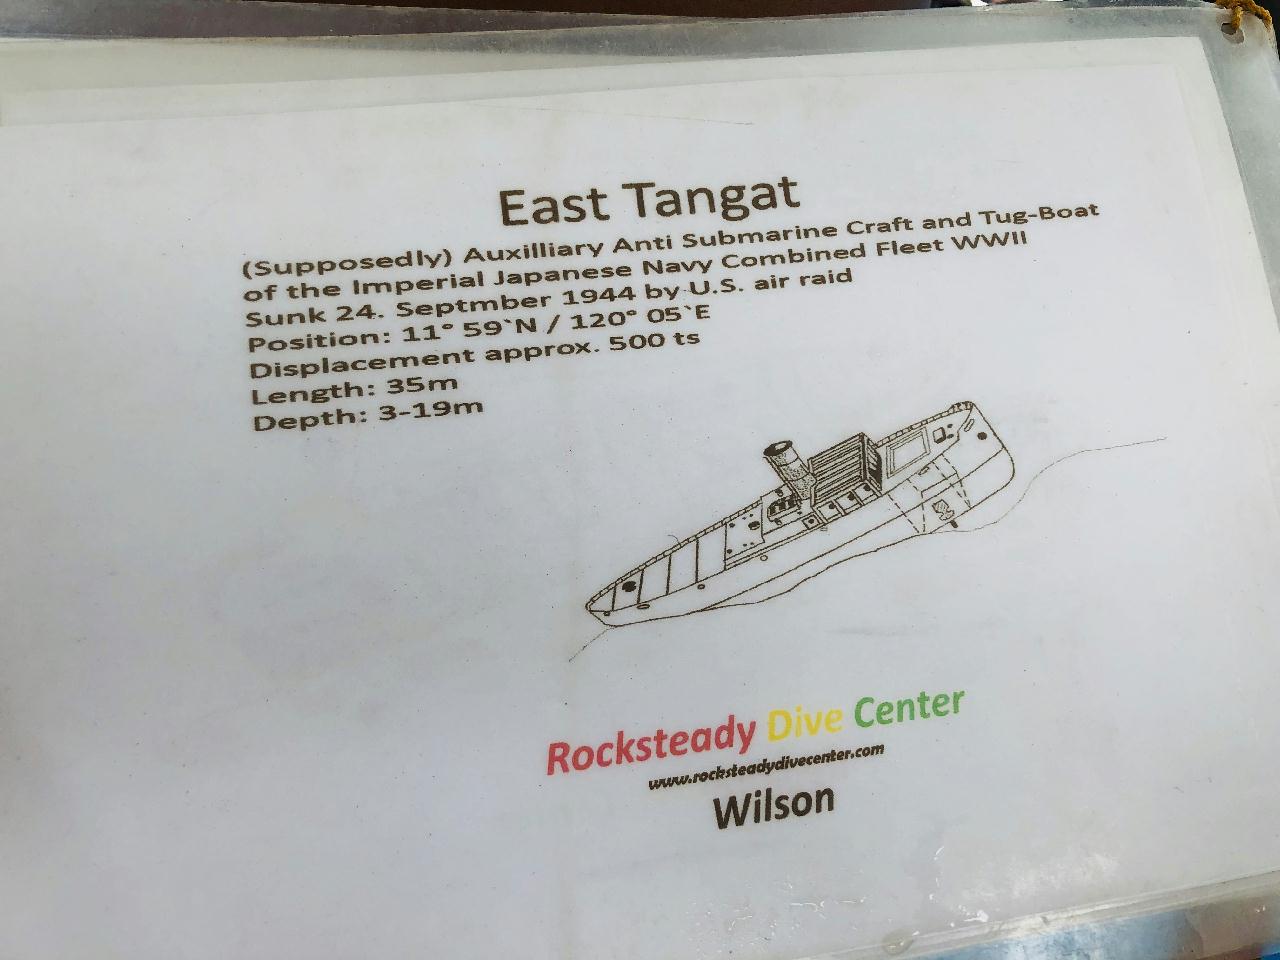 East Tangat
(Supposedly) Auxilliary Anti Submarine Craft and Tug-Boat
of the Imperial Japanese Navy Combined Fleet WWII
Sunk 24. Septmber 1944 by U.S. air raid
Position: 11° 59`N / 120° 05`E
Displacement approx. 500 ts
Length: 35m
Depth: 3-19m
Rocksteady Dive Center
www.rocksteadydivecenter.com
Wilson